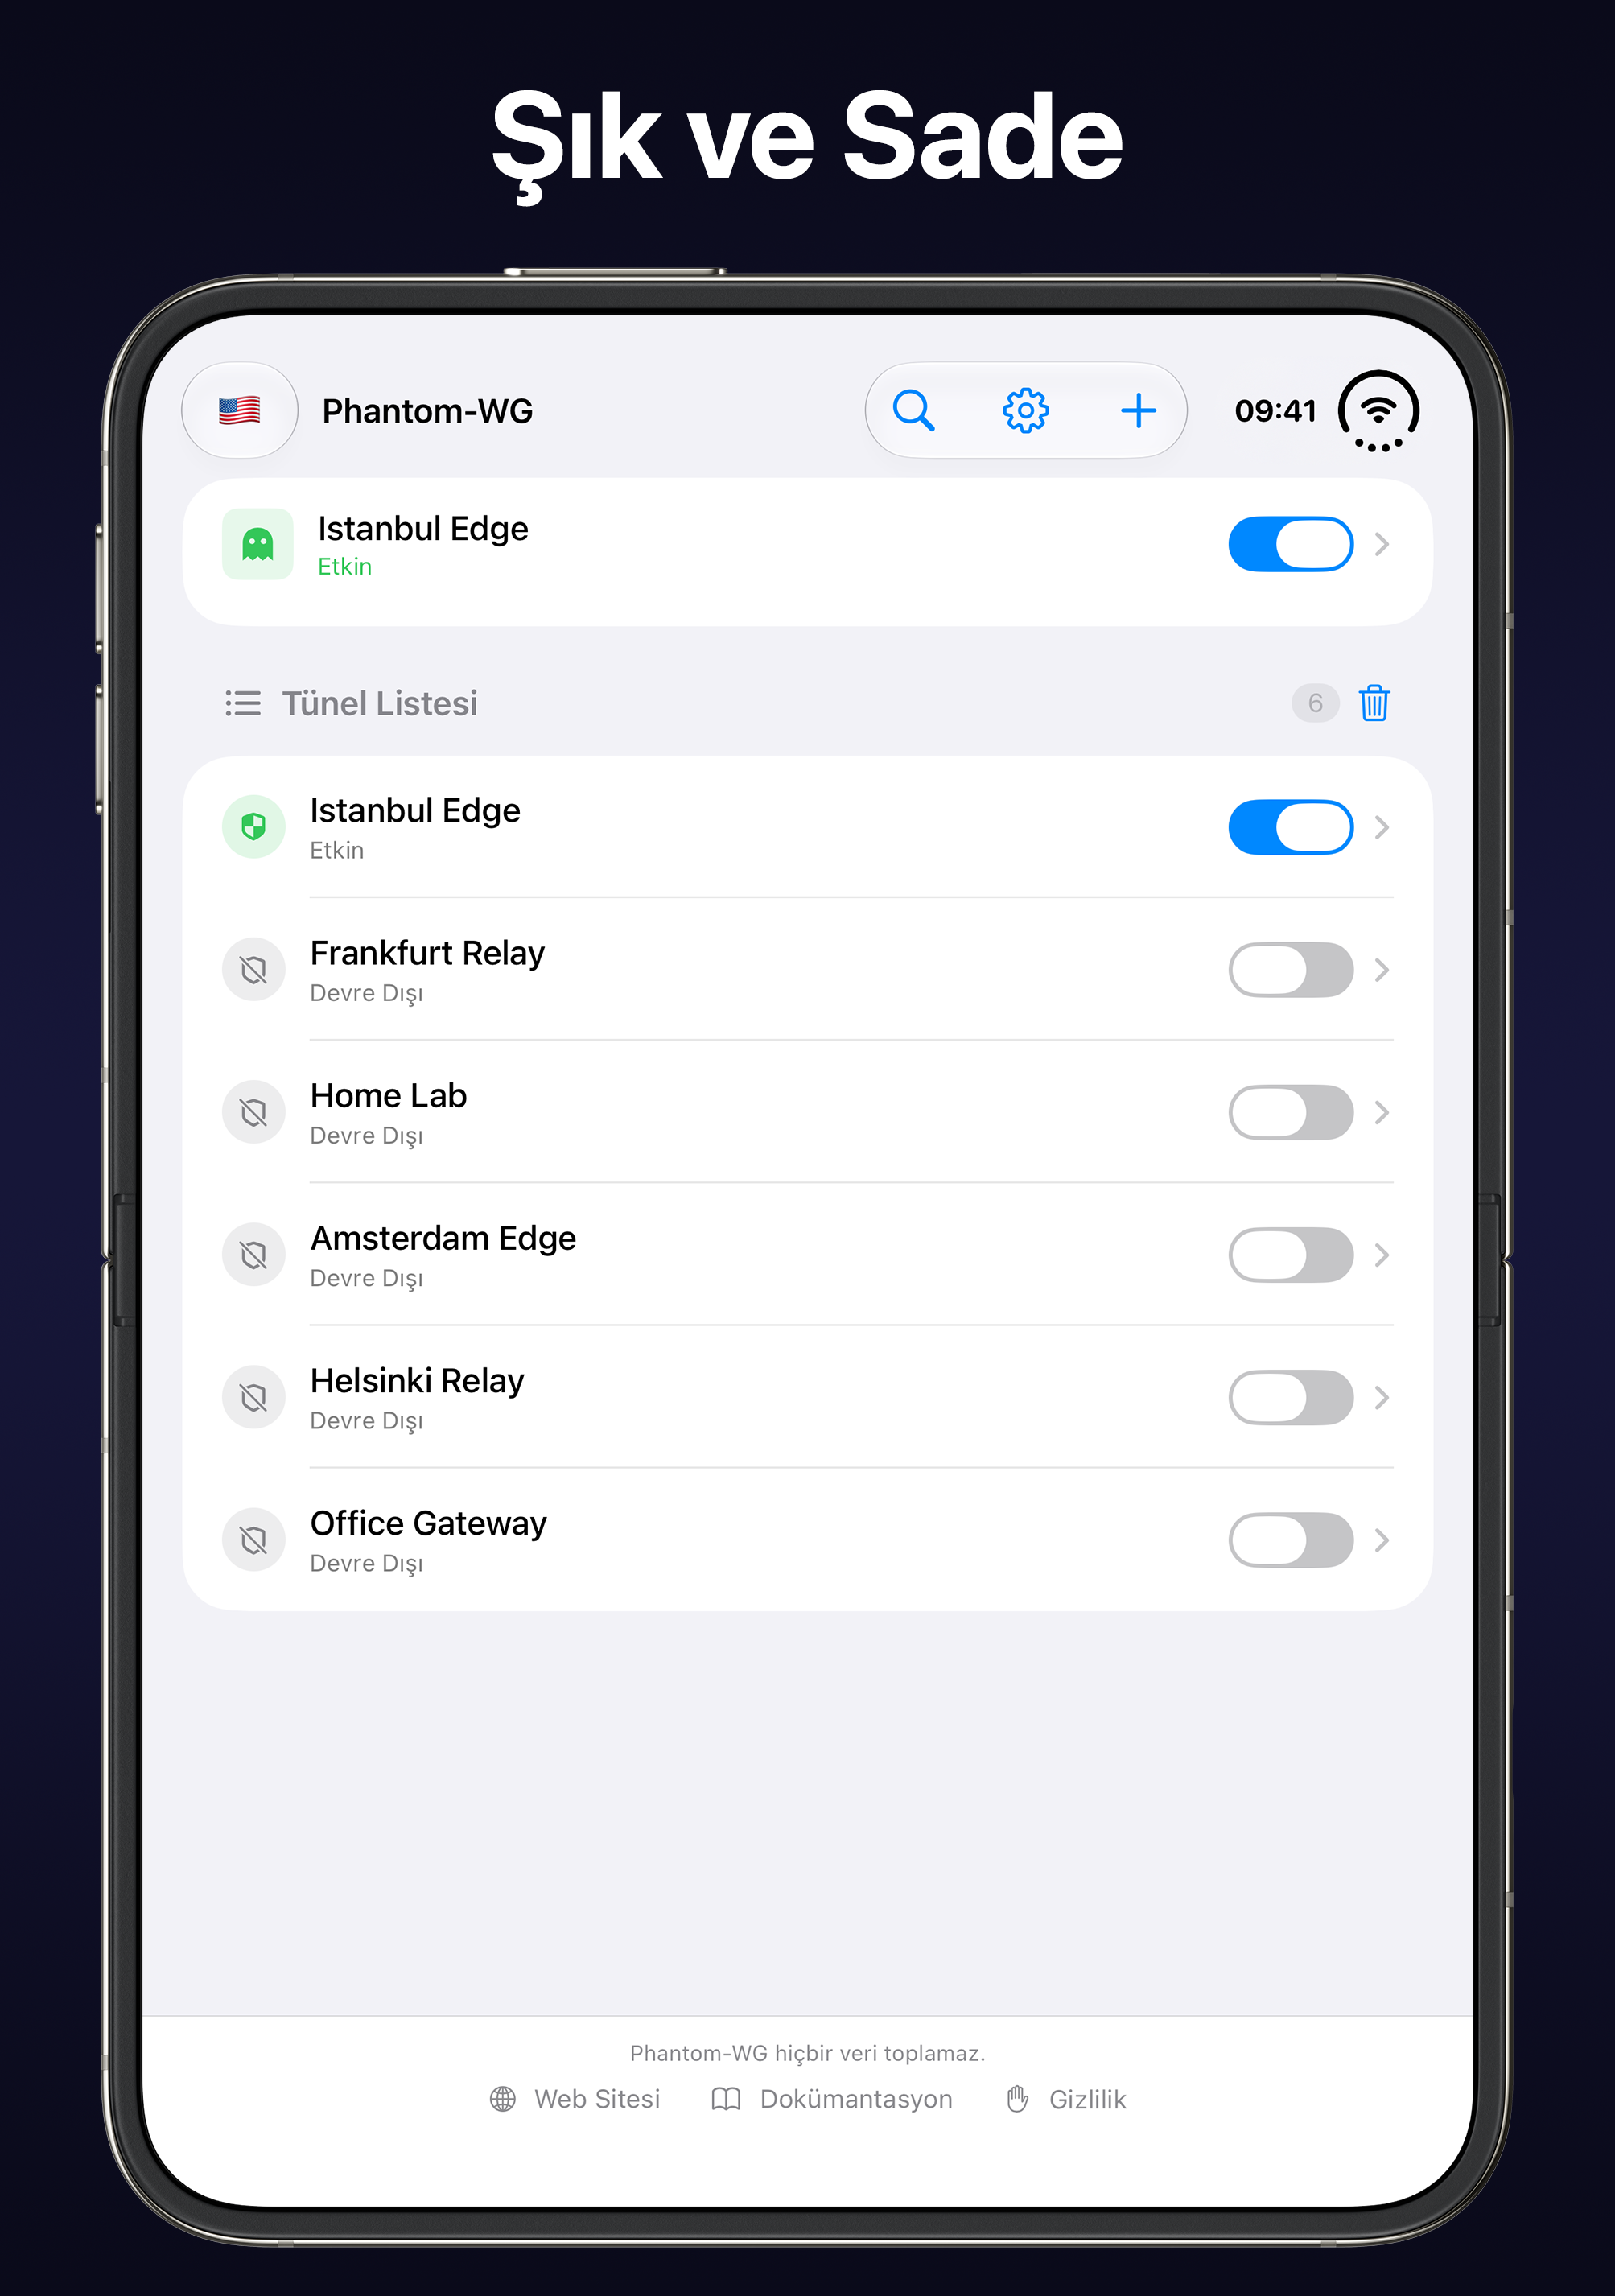 Şık ve Sade
Phantom-WG
09:41
Istanbul Edge
Etkin
Tünel Listesi
6
Istanbul Edge
Etkin
Frankfurt Relay
Devre Dışı
Home Lab
Devre Dışı
Amsterdam Edge
Devre Dışı
Helsinki Relay
Devre Dışı
Office Gateway
Devre Dışı
Phantom-WG hiçbir veri toplamaz.
Web Sitesi Dokümantasyon Gizlilik